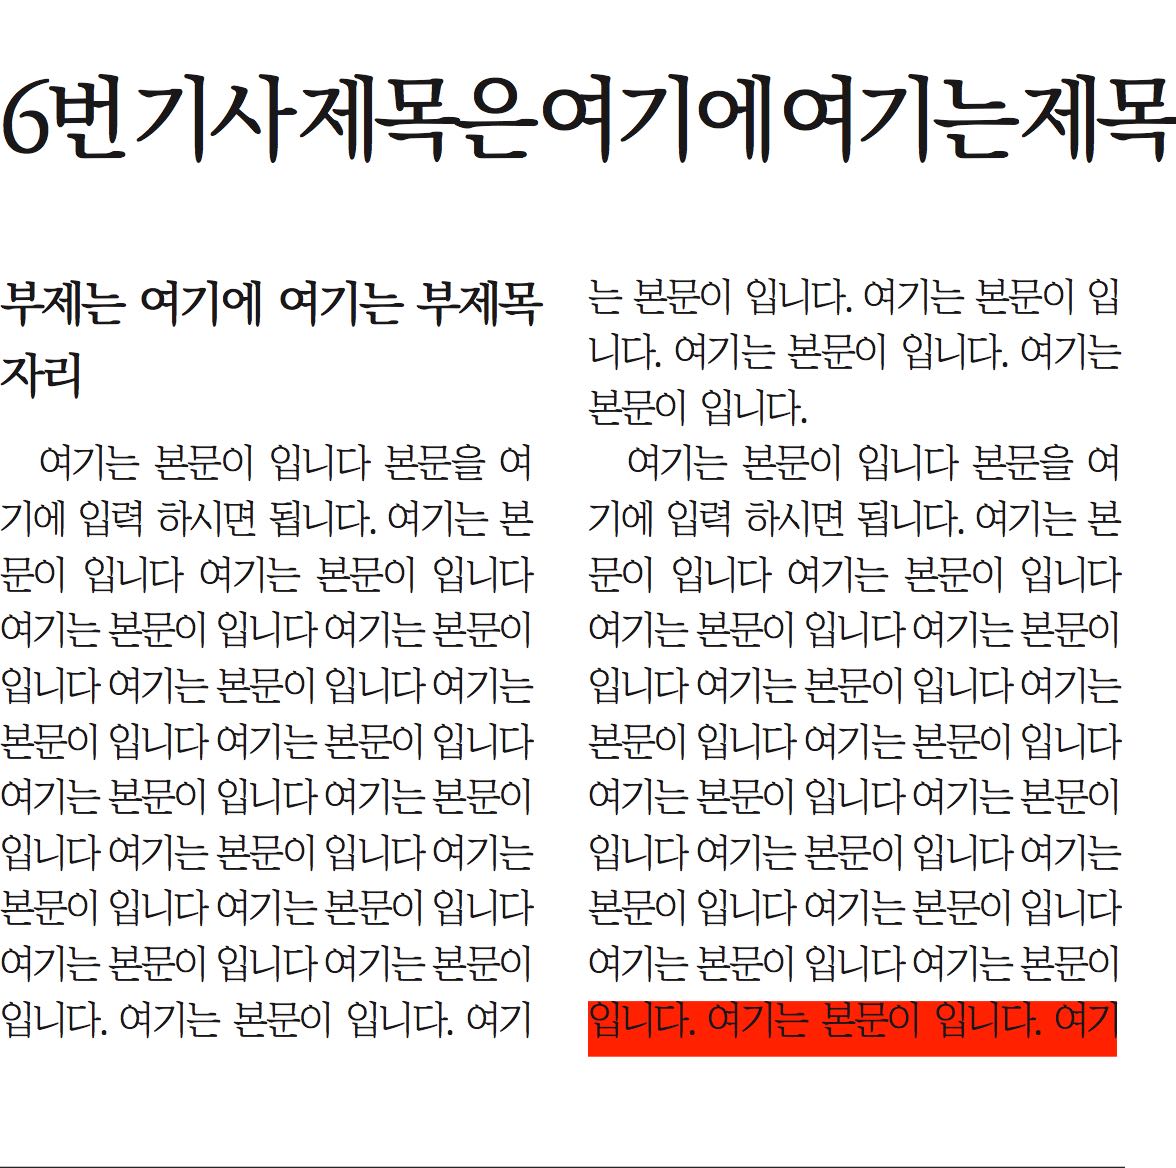 6번 기사 제목은 여기에 여기는 제목
부제는 여기에 여기는 부제목
자리
여기는 본문이 입니다 본문을 여
기에 입력 하시면 됩니다. 여기는 본
문이 입니다 여기는 본문이 입니다
여기는 본문이 입니다 여기는 본문이
입니다 여기는 본문이 입니다 여기는
본문이 입니다 여기는 본문이 입니다
여기는 본문이 입니다 여기는 본문이
입니다 여기는 본문이 입니다 여기는
본문이 입니다 여기는 본문이 입니다
여기는 본문이 입니다 여기는 본문이
입니다. 여기는 본문이 입니다. 여기
는 본문이 입니다. 여기는 본문이 입
니다. 여기는 본문이 입니다. 여기는
본문이 입니다.
여기는 본문이 입니다 본문을 여
기에 입력 하시면 됩니다. 여기는 본
문이 입니다 여기는 본문이 입니다
여기는 본문이 입니다 여기는 본문이
입니다 여기는 본문이 입니다 여기는
본문이 입니다 여기는 본문이 입니다
여기는 본문이 입니다 여기는 본문이
입니다 여기는 본문이 입니다 여기는
본문이 입니다 여기는 본문이 입니다
여기는 본문이 입니다 여기는 본문이
입니다. 여기는 본문이 입니다. 여기